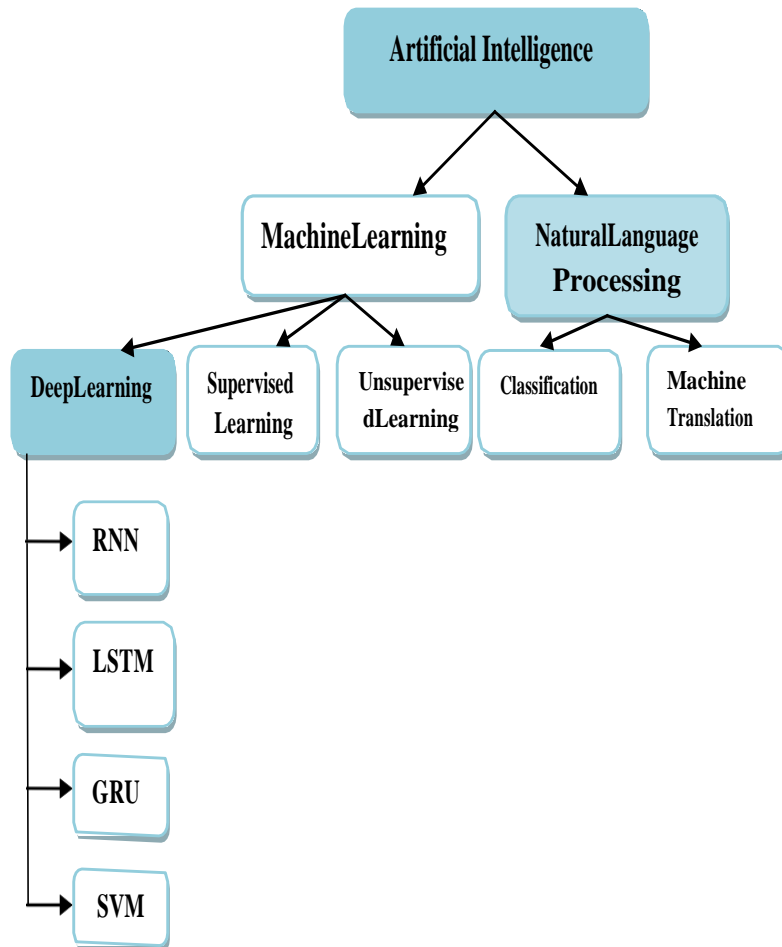 Artificial Intelligence
MachineLearning
NaturalLanguage
Processing
DeepLearning
Supervised
Learning
Unsupervise
dLearning
Classification
Machine
Translation
RNN
LSTM
GRU
SVM